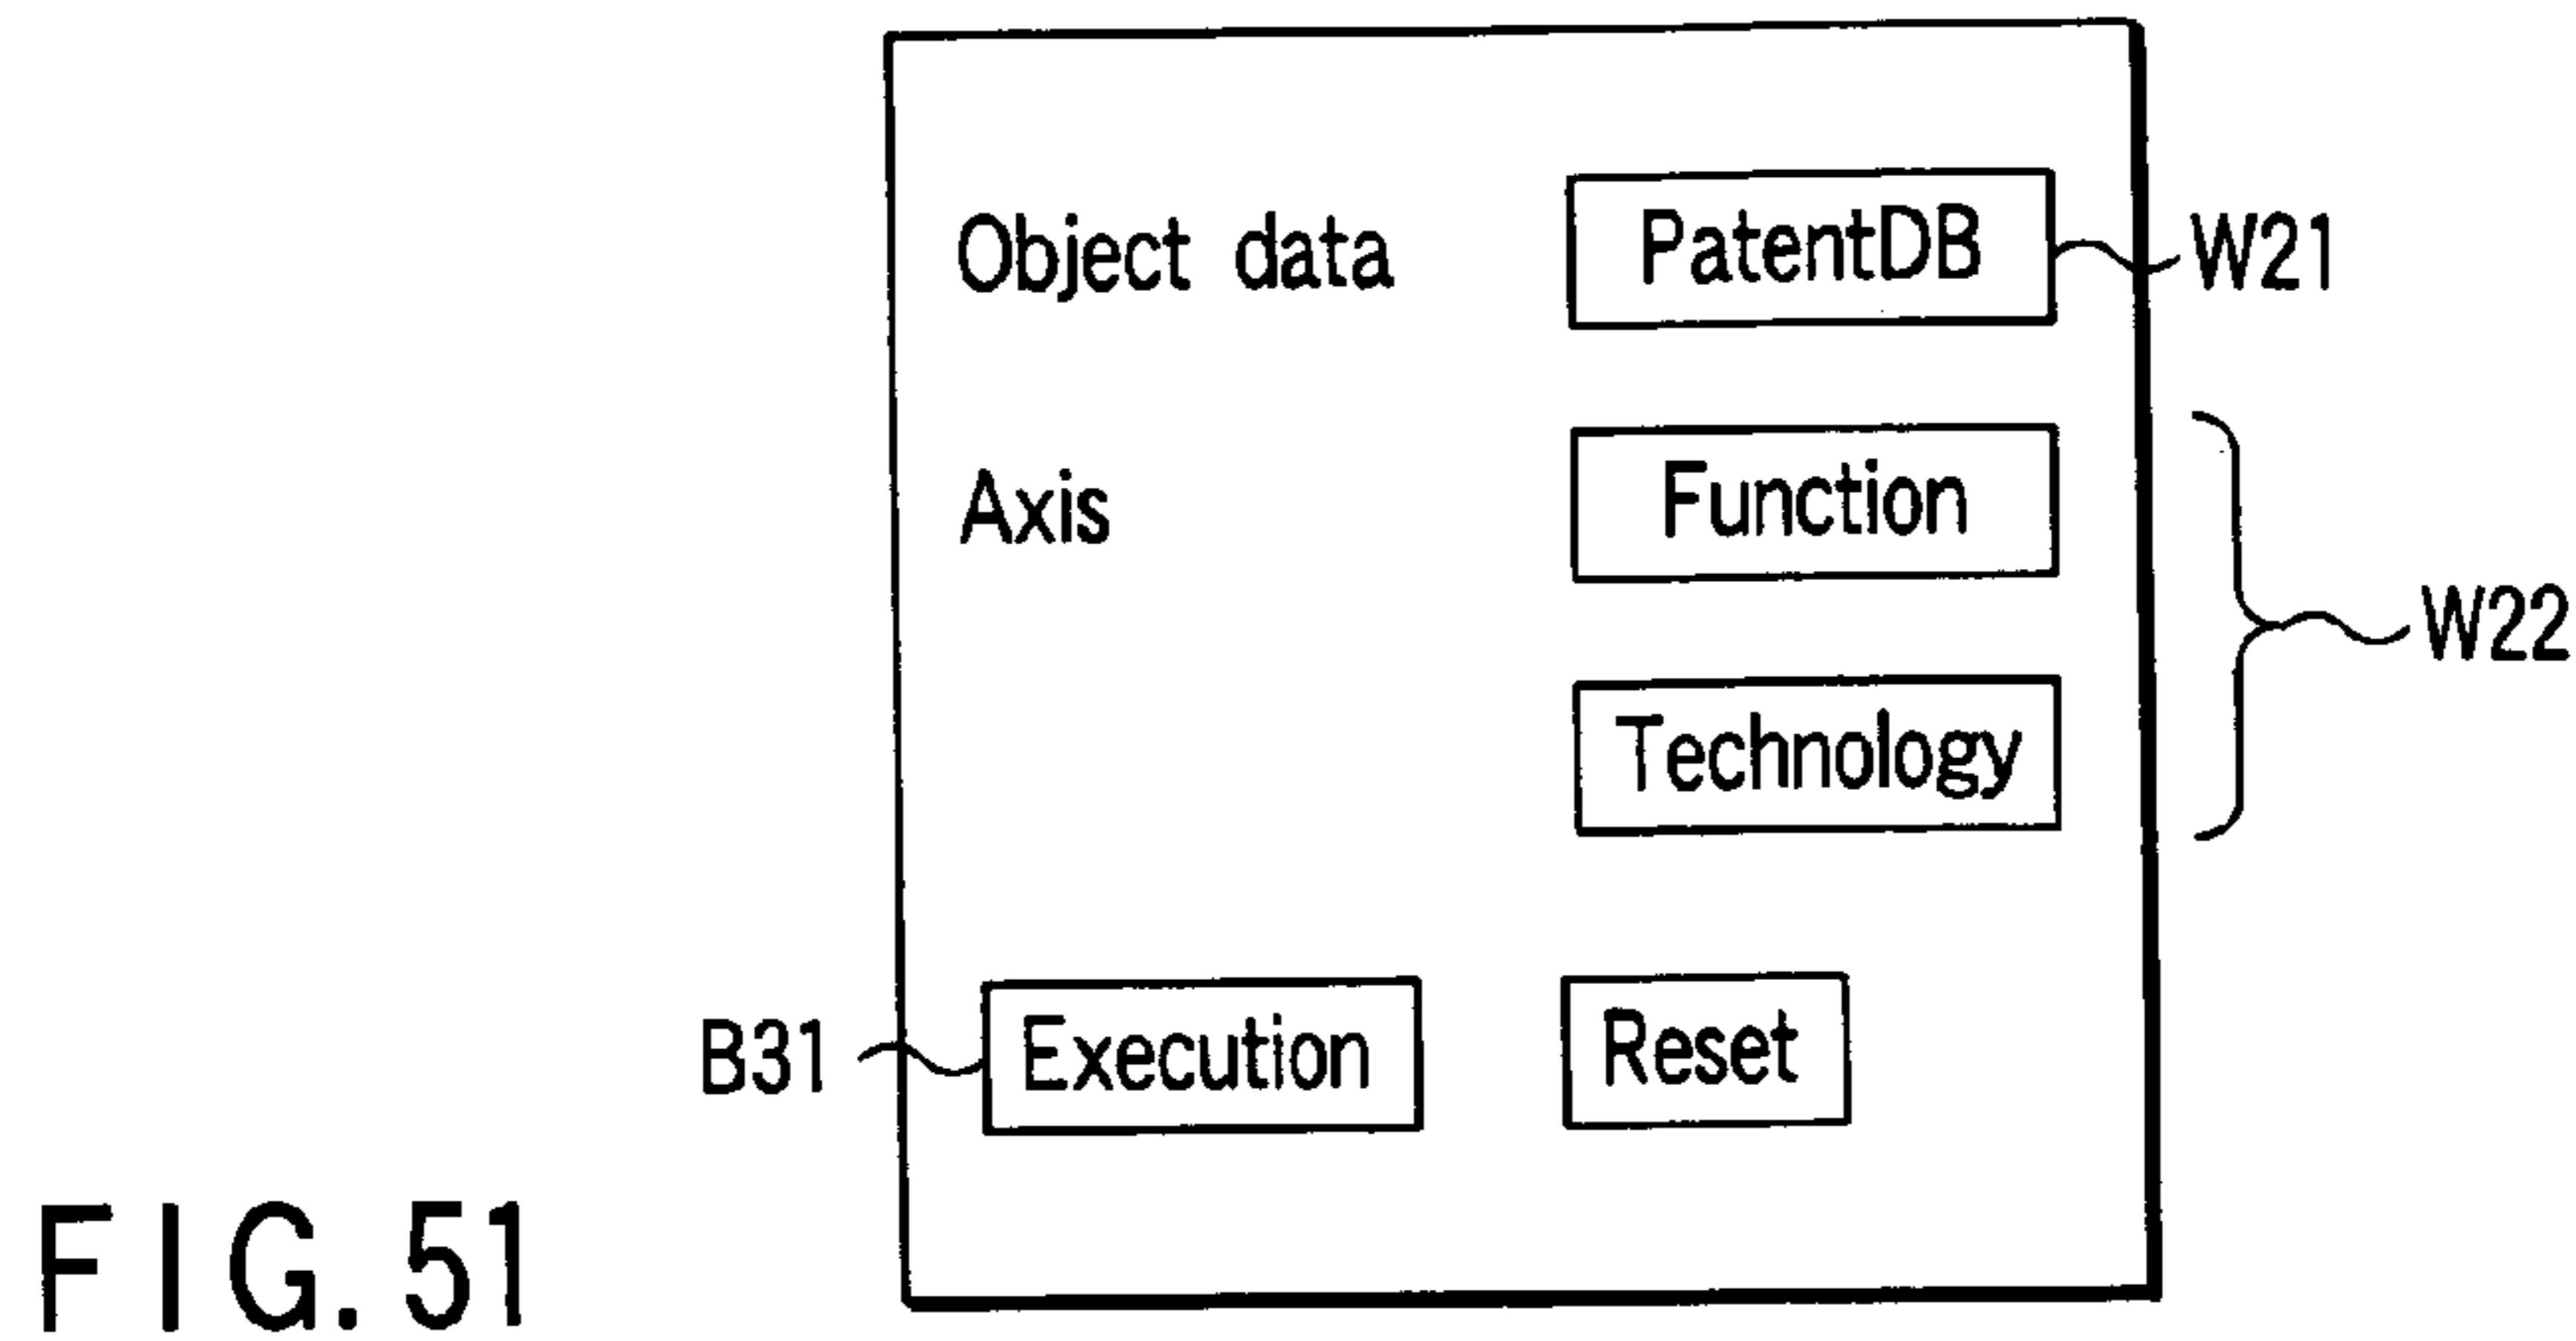 Object data PatentDB W21
Axis Function
W22
Technology
B31 Execution Reset
FIG. 51